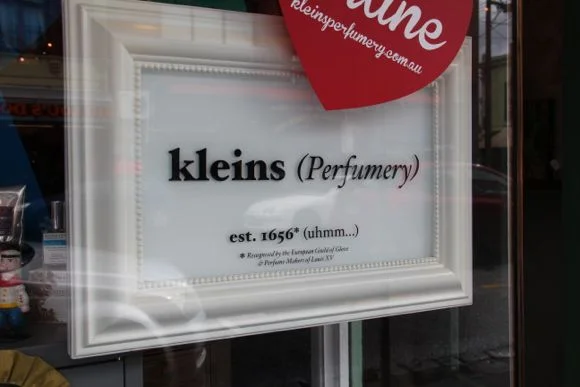 line
kleinsperfumery.com.au
kleins (Perfumery)
est. 1656* (uhmm...)
* Recognised by the European Guild of Glove
& Perfume Makers of Louis XV